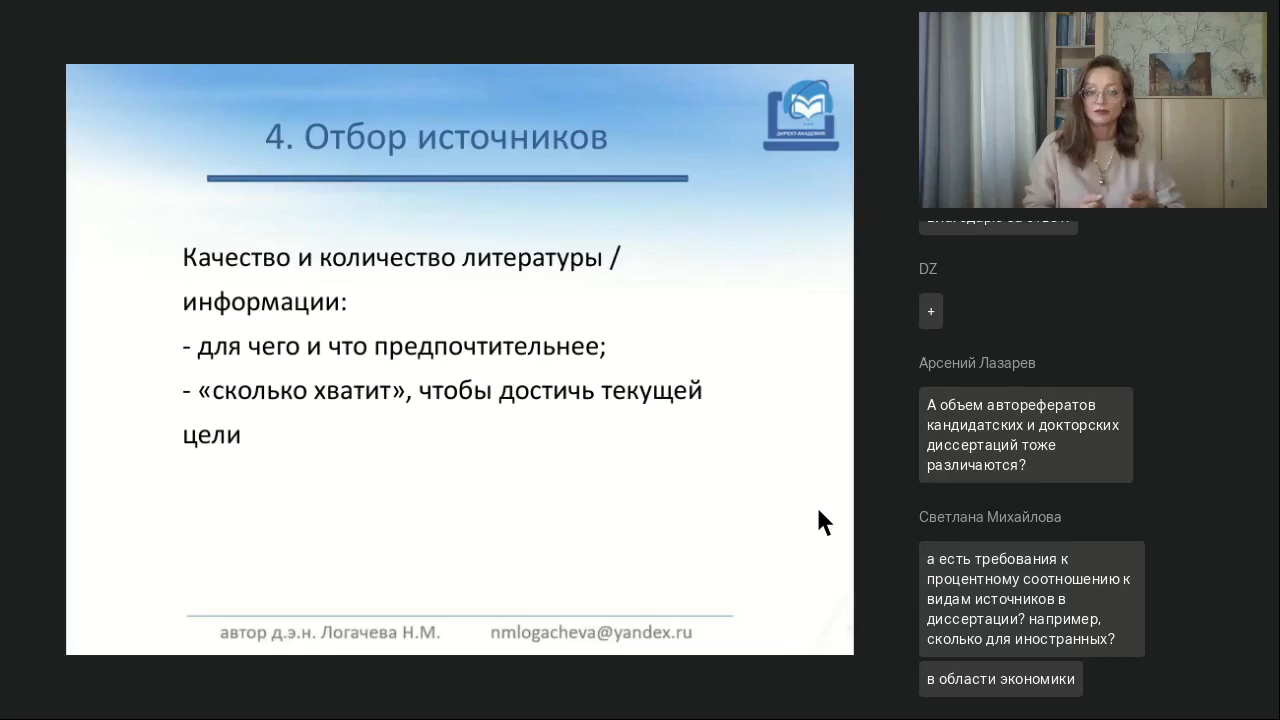 ДИРЕКТ-АКАДЕМИЯ
4. Отбор источников
Качество и количество литературы /
информации:
- для чего и что предпочтительнее;
- «сколько хватит», чтобы достичь текущей
цели
автор д.э.н. Логачева Н.М. nmlogacheva@yandex.ru
DZ
+
Арсений Лазарев
А объем авторефератов
кандидатских и докторских
диссертаций тоже
различаются?
Светлана Михайлова
а есть требования к
процентному соотношению к
видам источников в
диссертации? например,
сколько для иностранных?
в области экономики